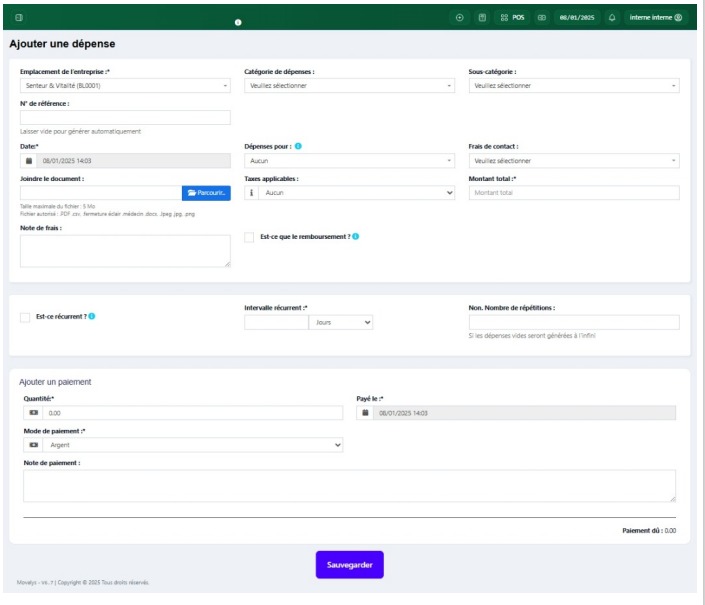 POS
08/01/2025
interne interne
Ajouter une dépense
Emplacement de l'entreprise :*
Catégorie de dépenses :
Sous-catégorie :
Senteur & Vitalité (BL0001)
Veuillez sélectionner
Veuillez sélectionner
N° de référence :
Laisser vide pour générer automatiquement
Date:*
Dépenses pour :
Frais de contact :
08/01/2025 14:03
Aucun
Veuillez sélectionner
Joindre le document :
Taxes applicables :
Montant total :*
Parcourir..
Aucun
Montant total
Taille maximale du fichier : 5 Mo
Fichier autorisé : .PDF .csv. .fermeture éclair .médecin .docx. .Jpeg .jpg. .png
Note de frais :
Est-ce que le remboursement ?
Est-ce récurrent ?
Intervalle récurrent :*
Non. Nombre de répétitions :
Jours
Si les dépenses vides seront générées à l'infini
Ajouter un paiement
Quantité:*
Payé le :*
0.00
08/01/2025 14:03
Mode de paiement :*
Argent
Note de paiement :
Paiement dû : 0.00
Sauvegarder
Copyright © 2025 Tous droits réservés.